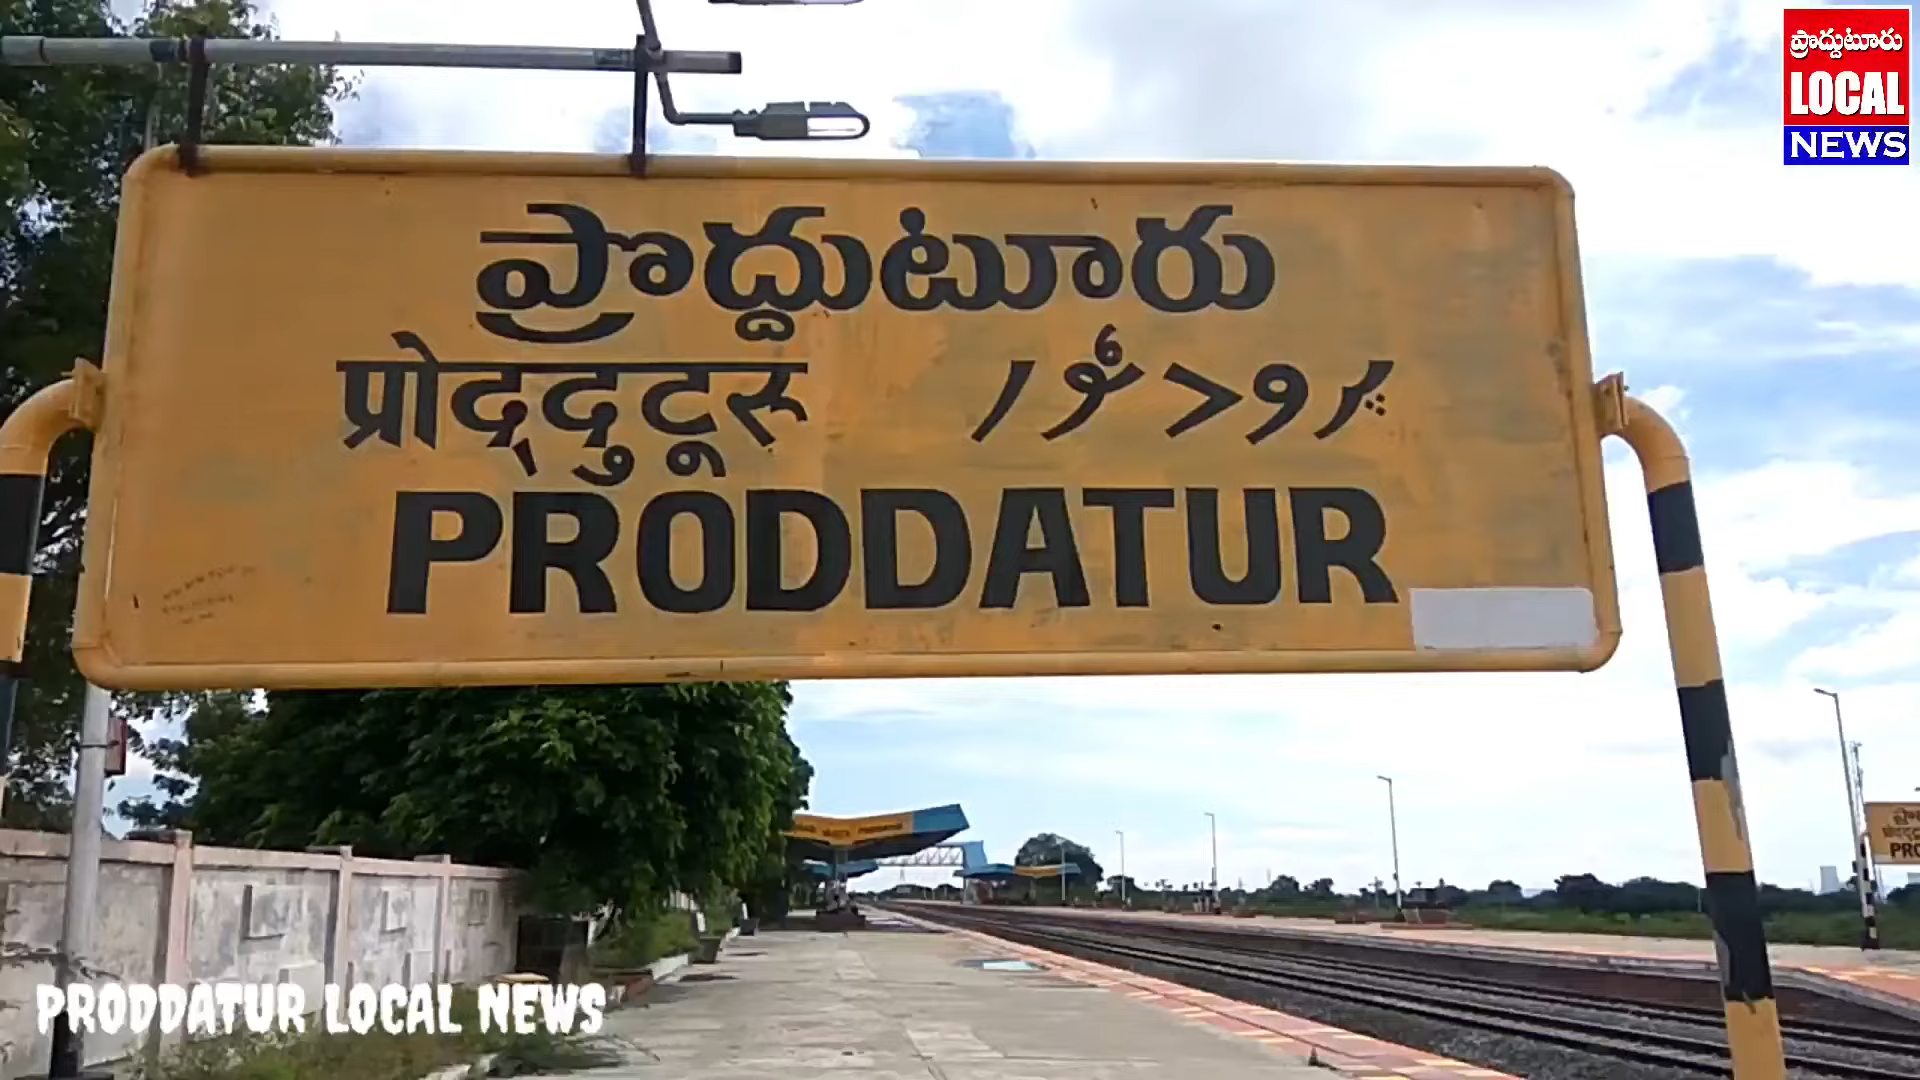 ప్రొద్దుటూరు
LOCAL
NEWS
ప్రొద్దుటూరు
प्रोद्‌दुटूरू
PRODDATUR
PRODDATUR LOCAL NEWS